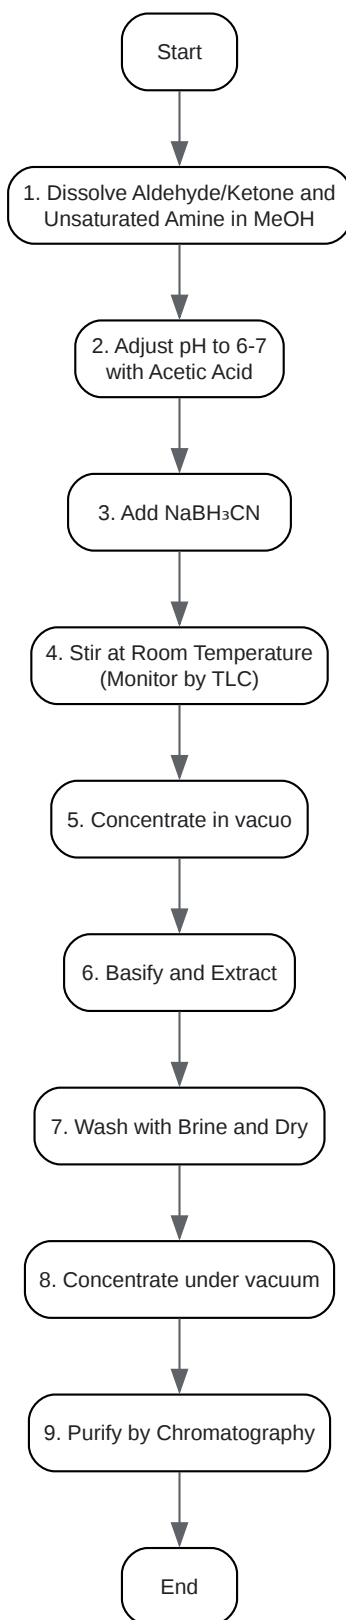 Start
1. Dissolve Aldehyde/Ketone and
Unsaturated Amine in MeOH
2. Adjust pH to 6-7
with Acetic Acid
3. Add NaBH₃CN
4. Stir at Room Temperature
(Monitor by TLC)
5. Concentrate in vacuo
6. Basify and Extract
7. Wash with Brine and Dry
8. Concentrate under vacuum
9. Purify by Chromatography
End